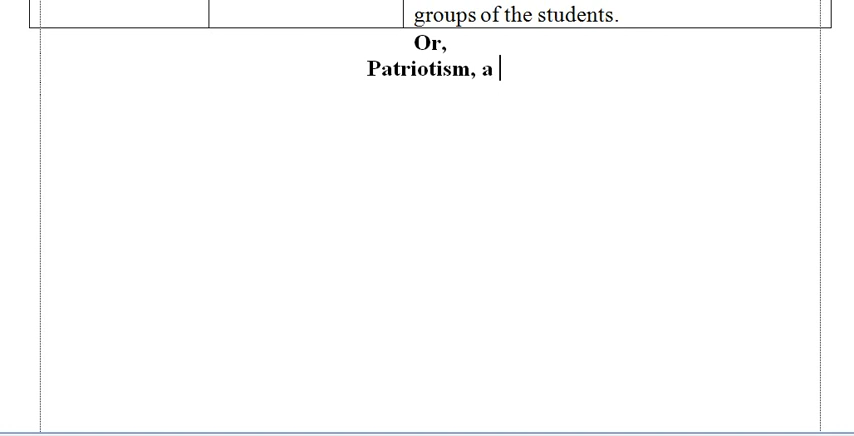 groups of the students.
Or,
Patriotism, a